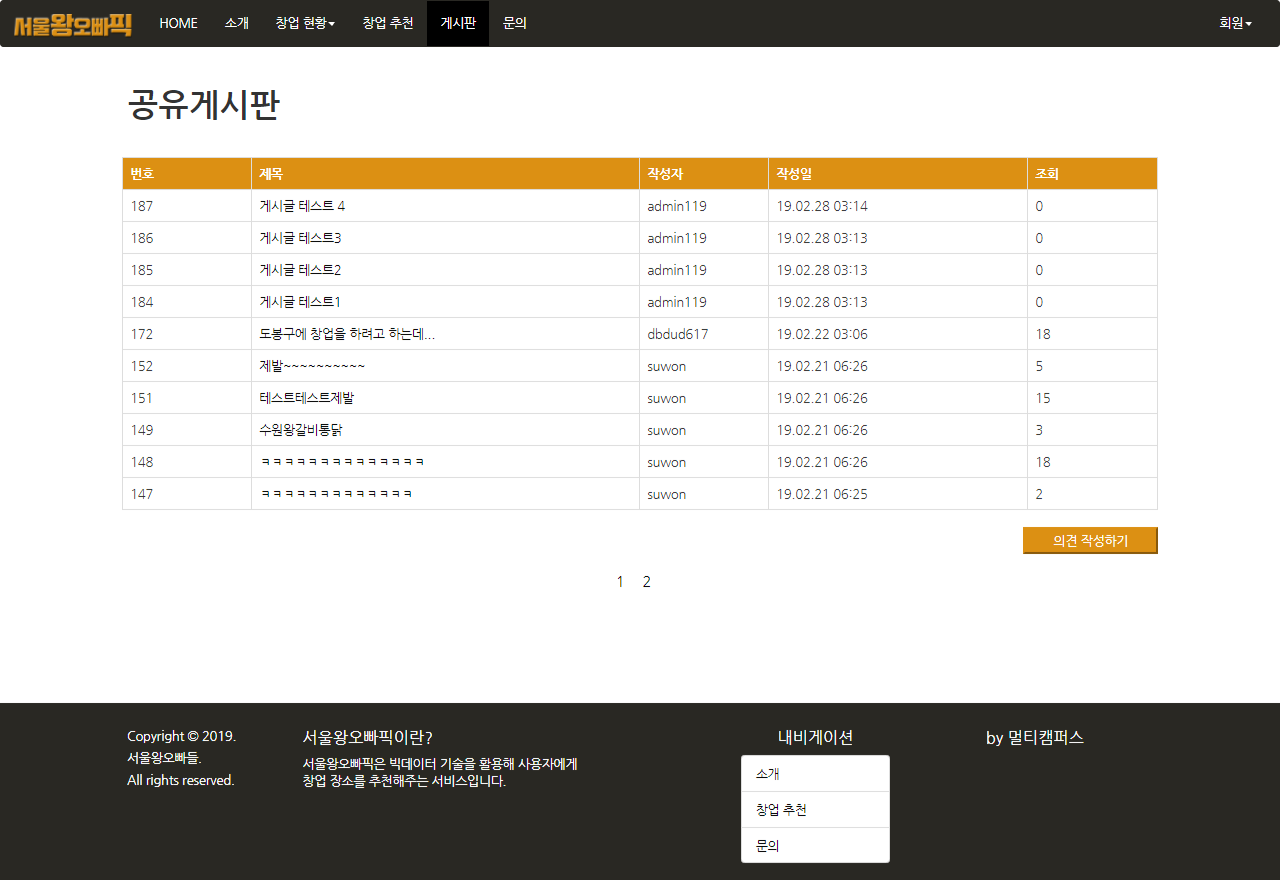 서울왕오빠픽 HOME 소개 창업 현황 창업 추천 게시판 문의 회원
공유게시판
번호 제목 작성자 작성일 조회
187 게시글 테스트 4 admin119 19.02.28 03:14 0
186 게시글 테스트3 admin119 19.02.28 03:13 0
185 게시글 테스트2 admin119 19.02.28 03:13 0
184 게시글 테스트1 admin119 19.02.28 03:13 0
172 도봉구에 창업을 하려고 하는데... dbdud617 19.02.22 03:06 18
152 제발~~~~~~~~~~ suwon 19.02.21 06:26 5
151 테스트테스트제발 suwon 19.02.21 06:26 15
149 수원왕갈비통닭 suwon 19.02.21 06:26 3
148 ㅋㅋㅋㅋㅋㅋㅋㅋㅋㅋㅋㅋㅋㅋ suwon 19.02.21 06:26 18
147 ㅋㅋㅋㅋㅋㅋㅋㅋㅋㅋㅋㅋㅋ suwon 19.02.21 06:25 2
의견 작성하기
1 2
Copyright © 2019.
서울왕오빠들.
All rights reserved.
서울왕오빠픽이란?
서울왕오빠픽은 빅데이터 기술을 활용해 사용자에게
창업 장소를 추천해주는 서비스입니다.
내비게이션
소개
창업 추천
문의
by 멀티캠퍼스